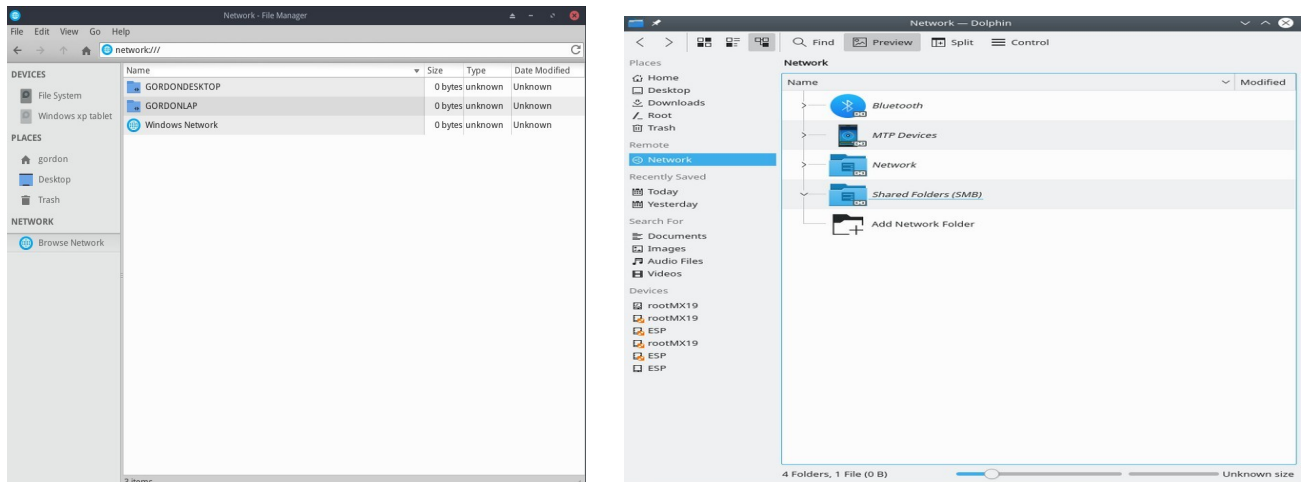 Network - File Manager
File Edit View Go Help
network:///
DEVICES
File System
Windows xp tablet
PLACES
gordon
Desktop
Trash
NETWORK
Browse Network
Name Size Type Date Modified
GORDONDESKTOP 0 bytes unknown Unknown
GORDONLAP 0 bytes unknown Unknown
Windows Network 0 bytes unknown Unknown
3 items
Network — Dolphin
Find Preview Split Control
Places
Home
Desktop
Downloads
Root
Trash
Remote
Network
Recently Saved
Today
Yesterday
Search For
Documents
Images
Audio Files
Videos
Devices
rootMX19
rootMX19
ESP
rootMX19
ESP
ESP
Network
Name Modified
Bluetooth
MTP Devices
Network
Shared Folders (SMB)
Add Network Folder
4 Folders, 1 File (0 B) Unknown size